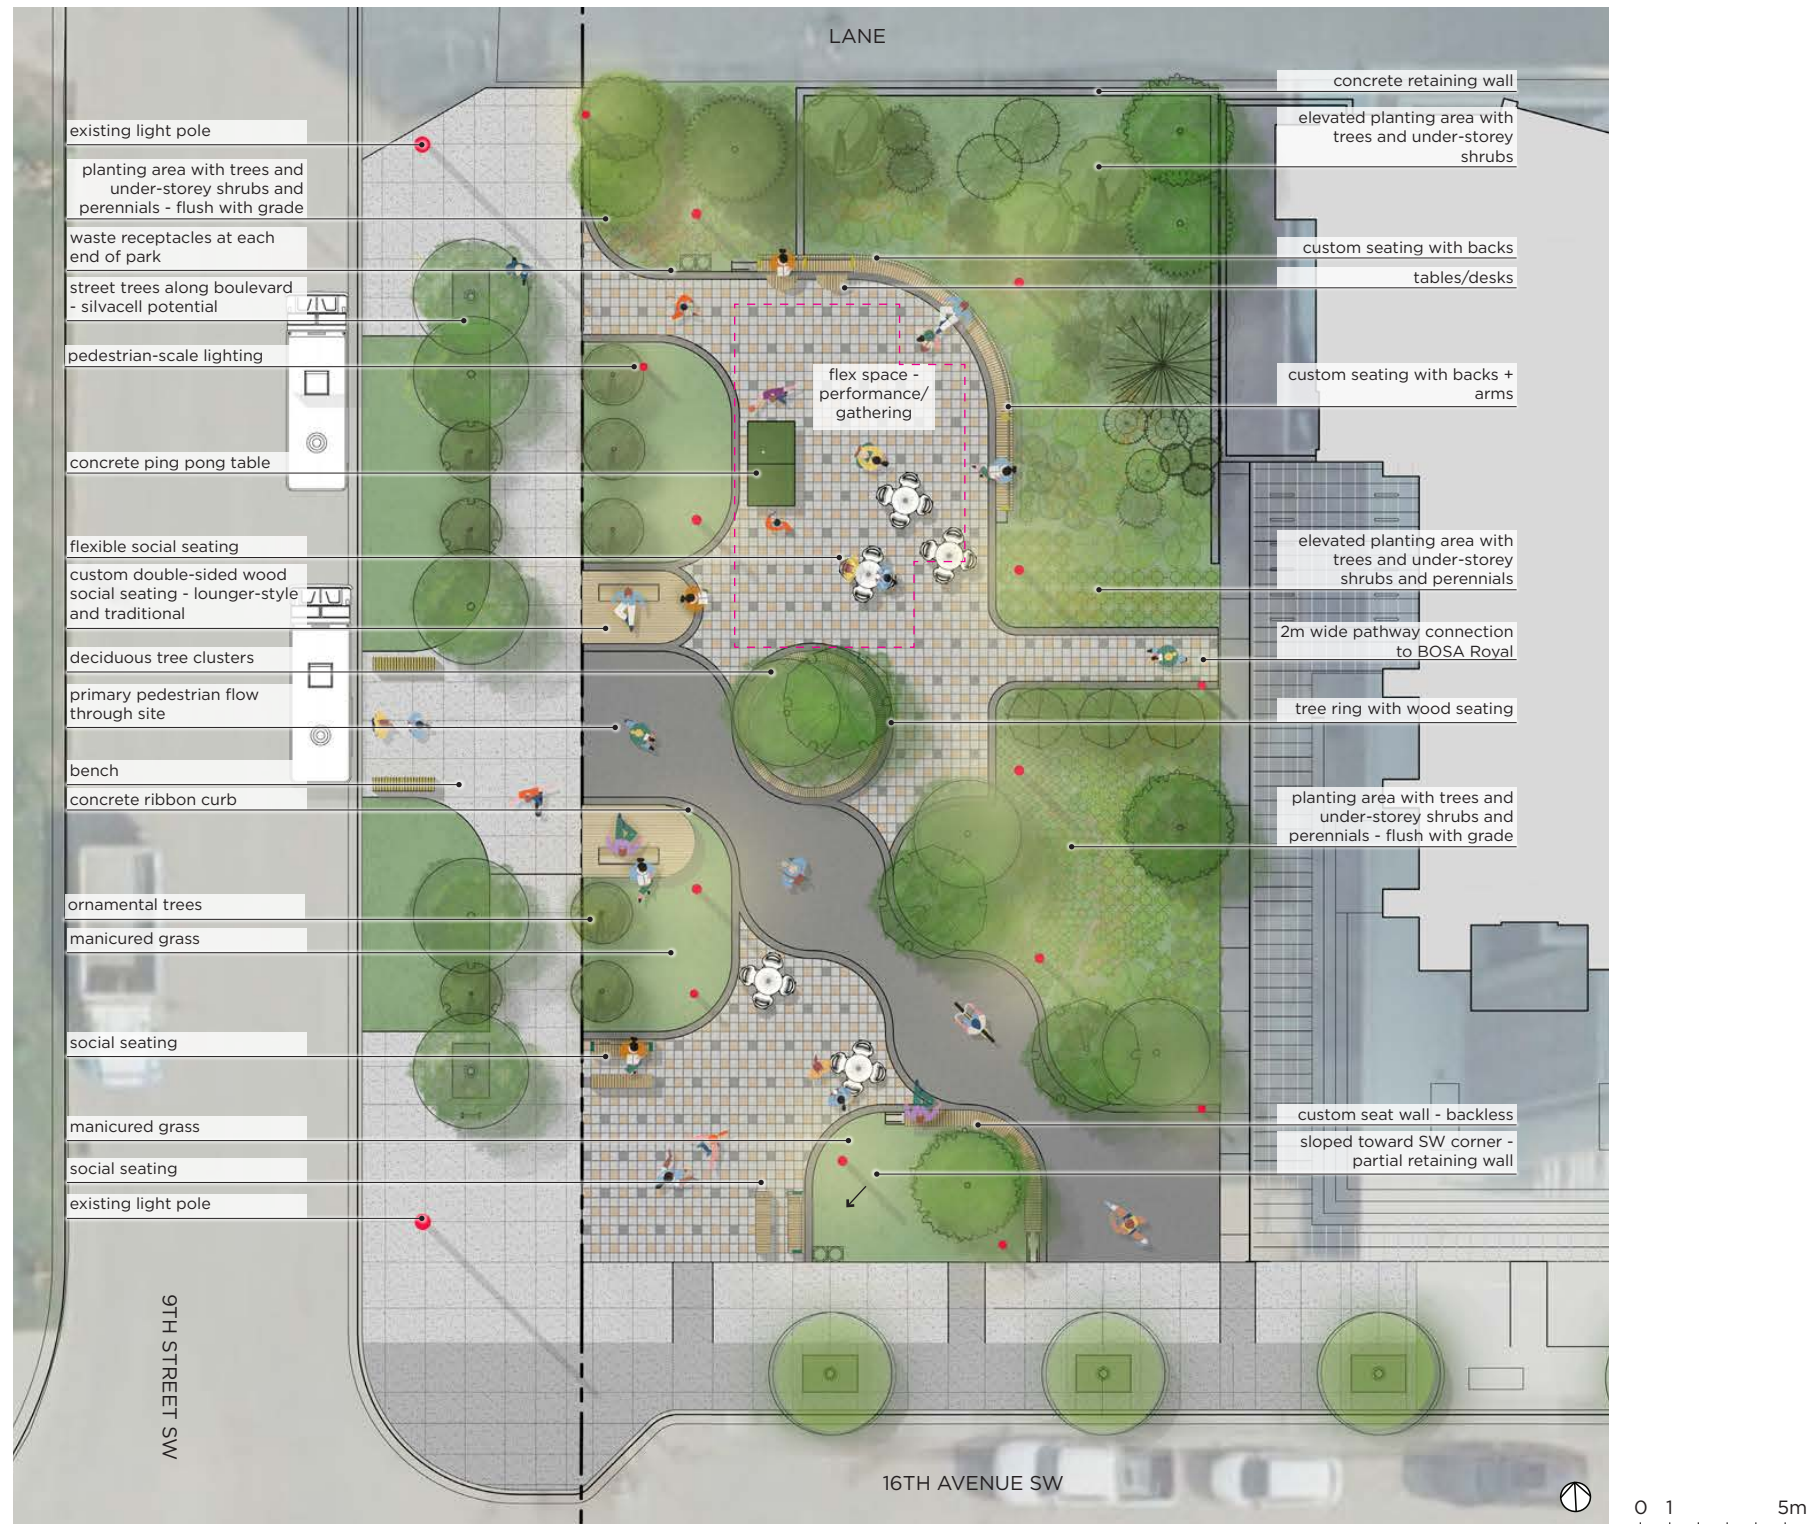 LANE
existing light pole
planting area with trees and
under-storey shrubs and
perennials - flush with grade
waste receptacles at each
end of park
street trees along boulevard
- silvacell potential
pedestrian-scale lighting
concrete ping pong table
flexible social seating
custom double-sided wood
social seating - lounger-style
and traditional
deciduous tree clusters
primary pedestrian flow
through site
bench
concrete ribbon curb
ornamental trees
manicured grass
social seating
manicured grass
social seating
existing light pole
flex space -
performance/
gathering
concrete retaining wall
elevated planting area with
trees and under-storey
shrubs
custom seating with backs
tables/desks
custom seating with backs +
arms
elevated planting area with
trees and under-storey
shrubs and perennials
2m wide pathway connection
to BOSA Royal
tree ring with wood seating
planting area with trees and
under-storey shrubs and
perennials - flush with grade
custom seat wall - backless
sloped toward SW corner -
partial retaining wall
9TH STREET SW
16TH AVENUE SW
0 1 5m